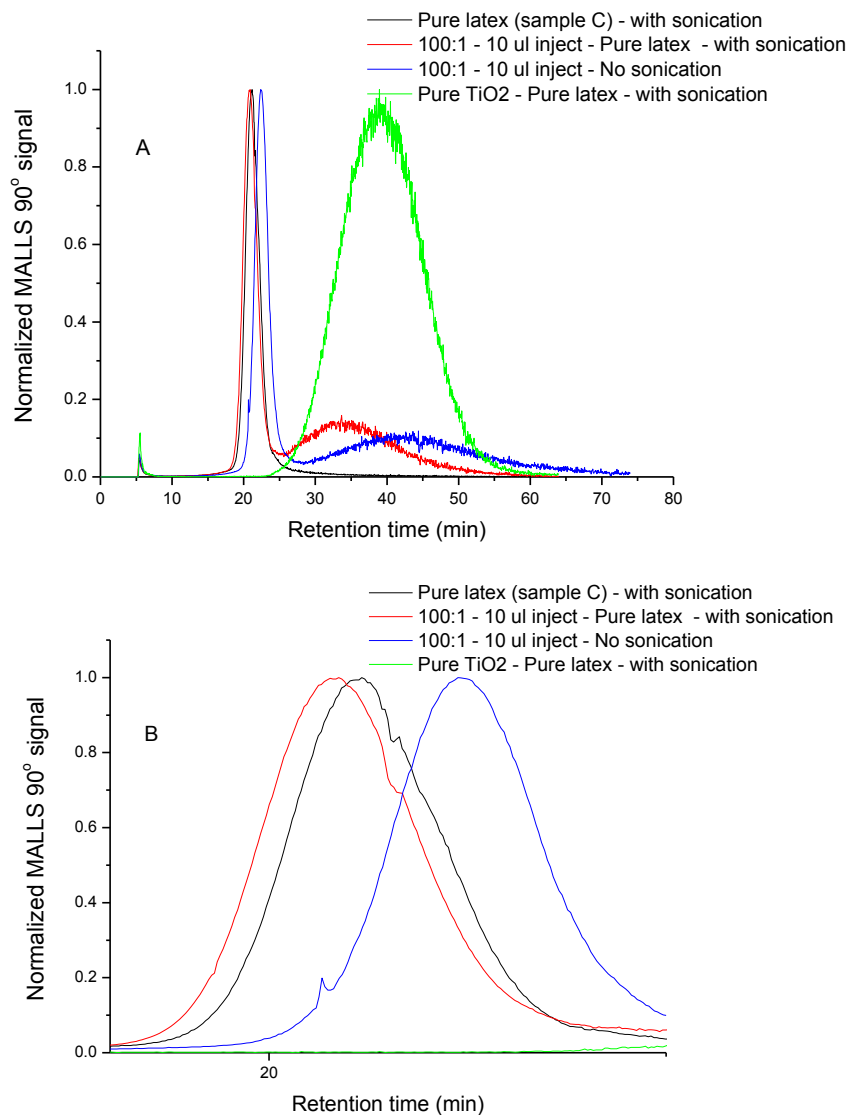 Pure latex (sample C) - with sonication
100:1 - 10 ul inject - Pure latex - with sonication
100:1 - 10 ul inject - No sonication
Pure TiO2 - Pure latex - with sonication
A
Normalized MALLS 90° signal
1.0
0.8
0.6
0.4
0.2
0.0
0 10 20 30 40 50 60 70 80
Retention time (min)
Pure latex (sample C) - with sonication
100:1 - 10 ul inject - Pure latex - with sonication
100:1 - 10 ul inject - No sonication
Pure TiO2 - Pure latex - with sonication
B
Normalized MALLS 90° signal
1.0
0.8
0.6
0.4
0.2
0.0
20
Retention time (min)